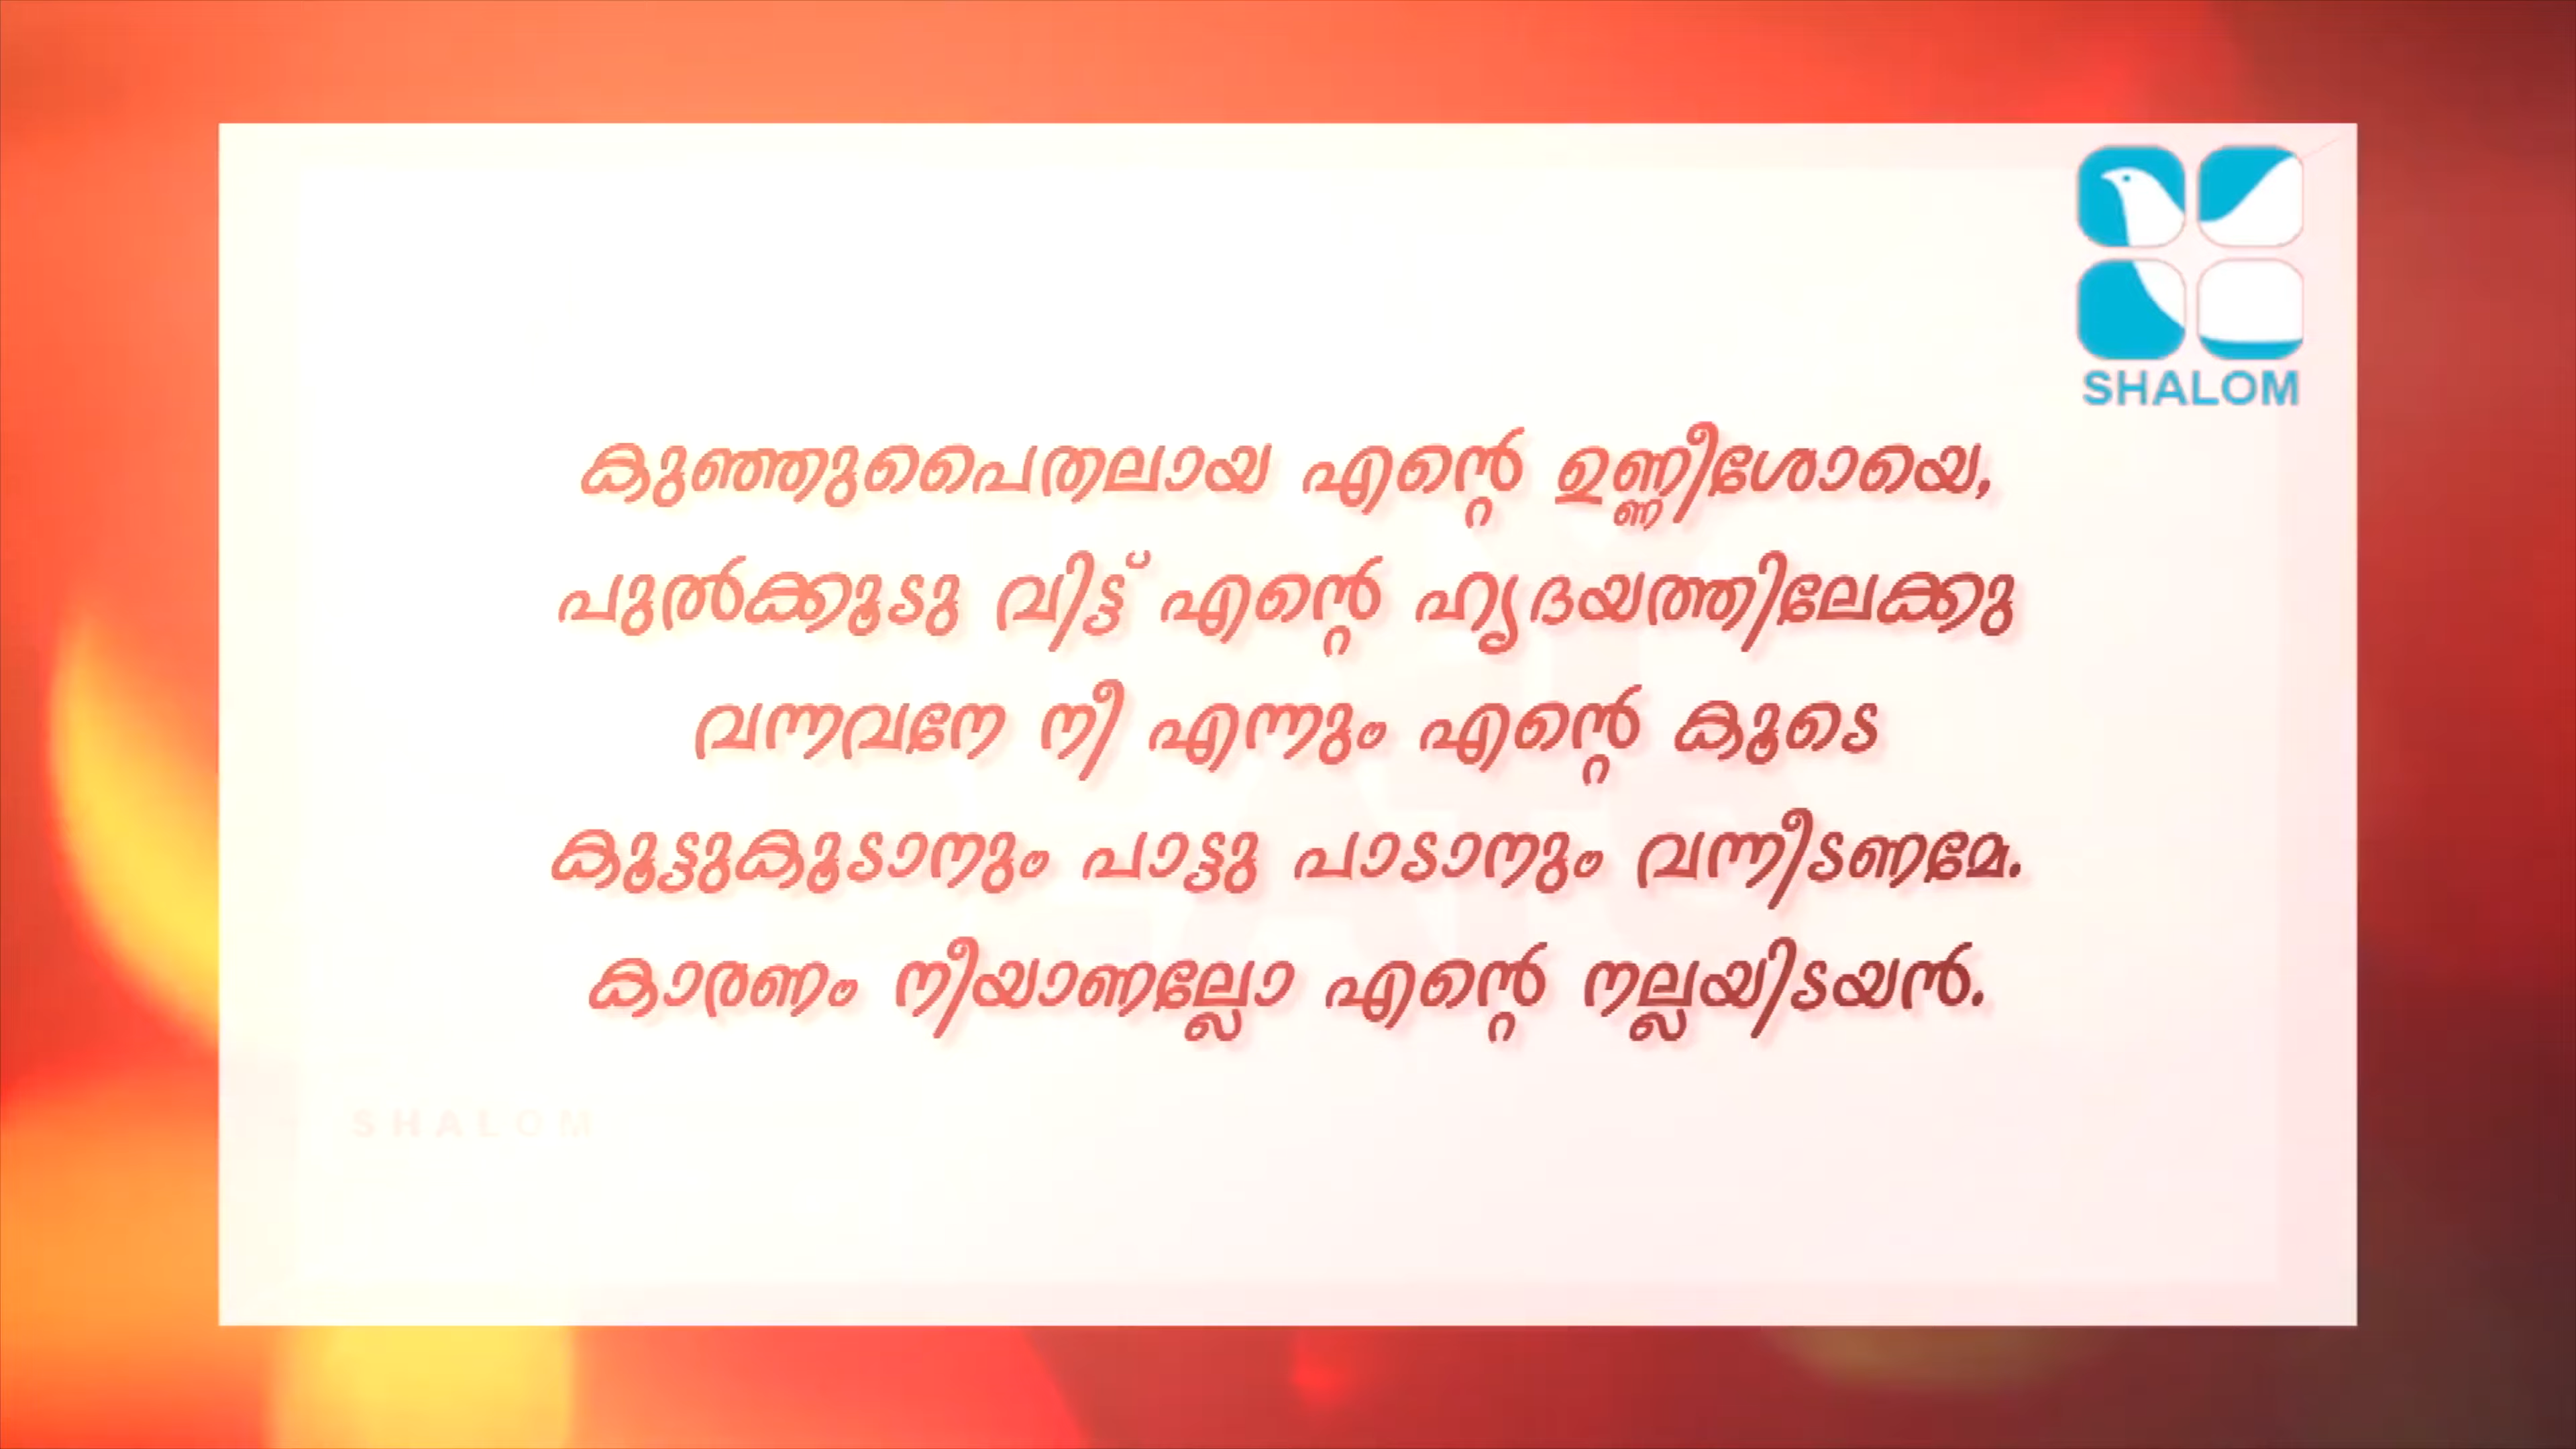 SHALOM
കുഞ്ഞുപൈതലായ എന്റെ ഉണ്ണീശോയെ,
പുൽക്കൂടു വിട്ട് എന്റെ ഹൃദയത്തിലേക്കു
വന്നവനേ നീ എന്നും എന്റെ കൂടെ
കൂട്ടുകൂടാനും പാട്ടു പാടാനും വന്നീടണമേ.
കാരണം നീയാണല്ലോ എന്റെ നല്ലയിടയൻ.
SHALOM